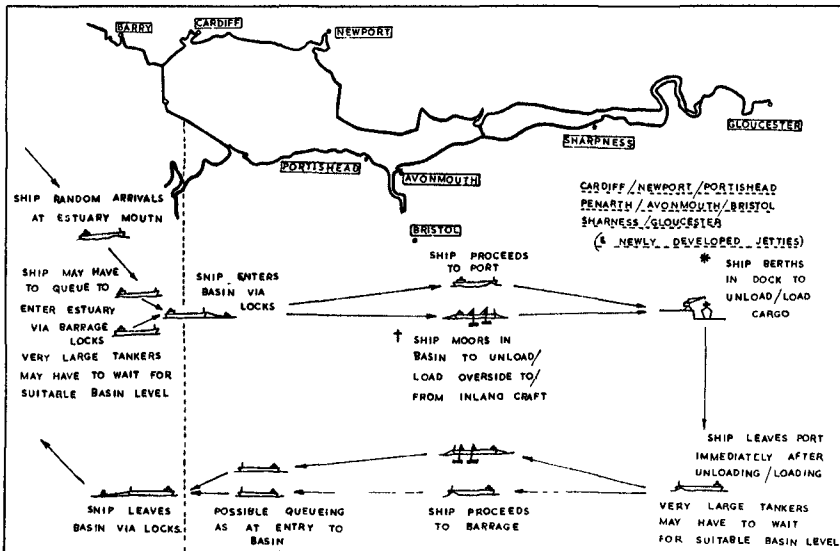 BARRY
CARDIFF
NEWPORT
GLOUCESTER
SHARPNESS
PORTISHEAD
AVONMOUTH
BRISTOL
CARDIFF/NEWPORT/PORTISHEAD
PENARTH/AVONMOUTH/BRISTOL
SHARNESS/GLOUCESTER
(& NEWLY DEVELOPED JETTIES)
SHIP RANDOM ARRIVALS
AT ESTUARY MOUTH
SHIP MAY HAVE
TO QUEUE TO
ENTER ESTUARY
VIA BARRAGE
LOCKS
VERY LARGE TANKERS
MAY HAVE TO WAIT FOR
SUITABLE BASIN LEVEL
SHIP ENTERS
BASIN VIA
LOCKS
SHIP PROCEEDS
TO PORT
† SHIP MOORS IN
BASIN TO UNLOAD/
LOAD OVERSIDE TO/
FROM INLAND CRAFT
* SHIP BERTHS
IN DOCK TO
UNLOAD/LOAD
CARGO
SHIP LEAVES PORT
IMMEDIATELY AFTER
UNLOADING/LOADING
VERY LARGE TANKERS
MAY HAVE TO WAIT
FOR SUITABLE BASIN LEVEL
SHIP PROCEEDS
TO BARRAGE
POSSIBLE QUEUEING
AS AT ENTRY TO
BASIN
SHIP LEAVES
BASIN VIA LOCKS.